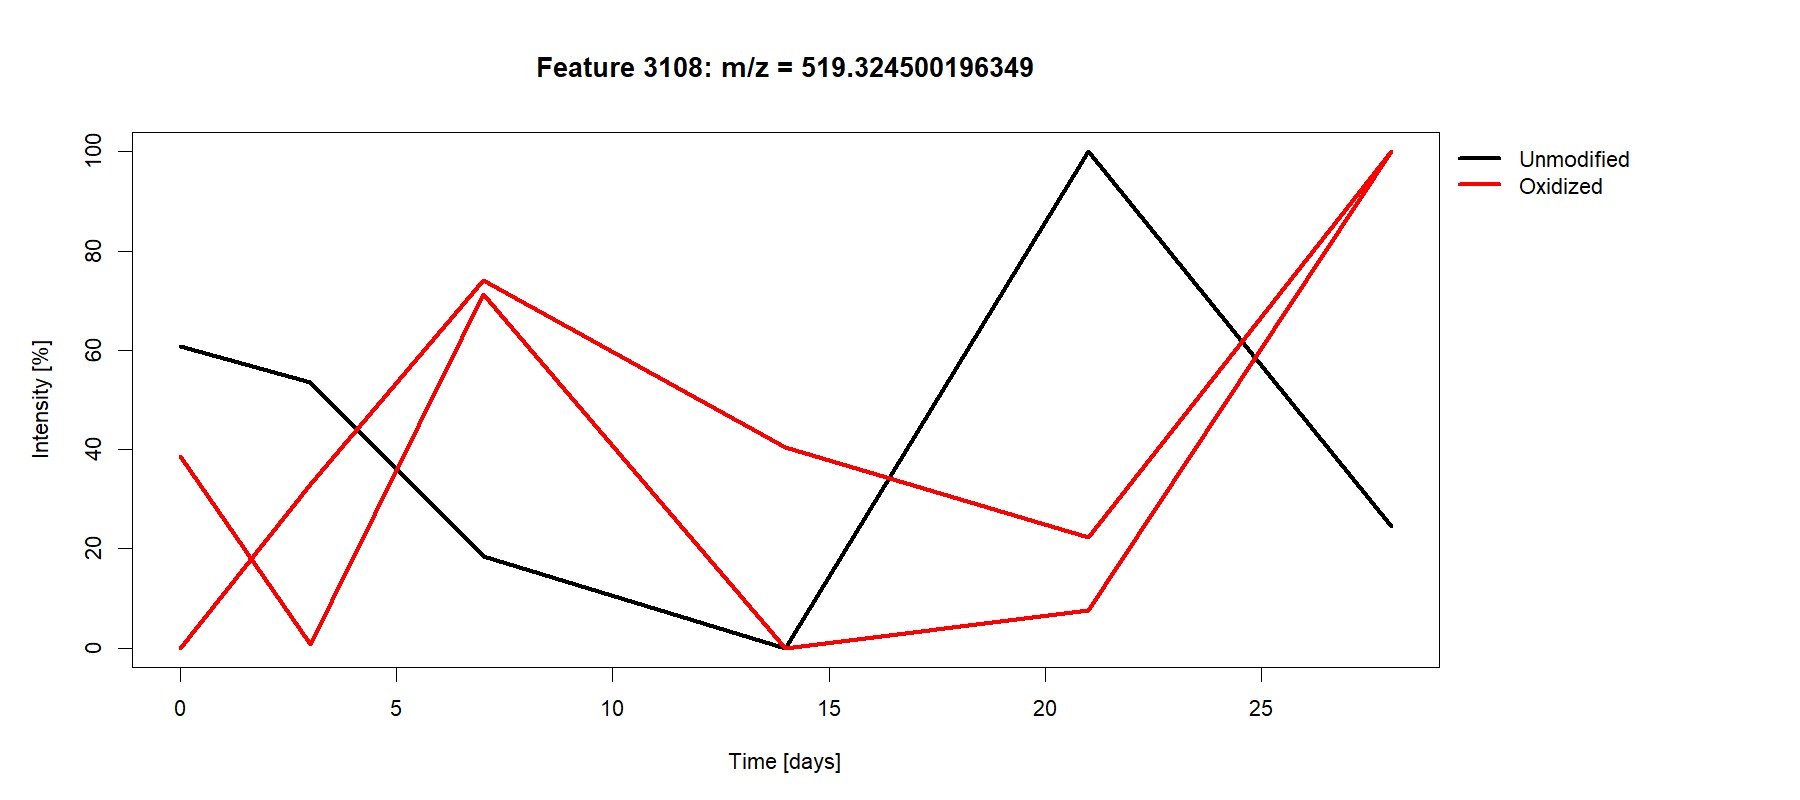 Feature 3108: m/z = 519.324500196349
Unmodified
Oxidized
100
80
60
40
20
0
Intensity [%]
0 5 10 15 20 25
Time [days]